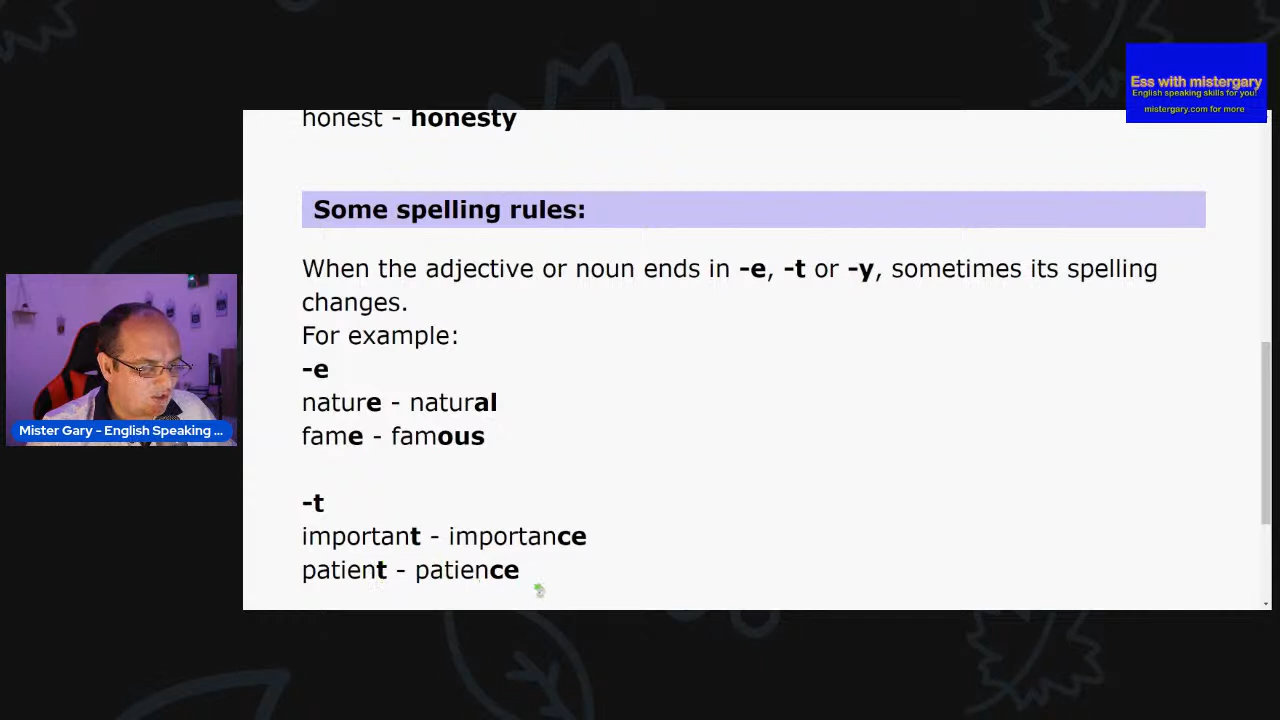 Ess with mistergary
English speaking skills for you!
mistergary.com for more
honest - honesty
Some spelling rules:
When the adjective or noun ends in -e, -t or -y, sometimes its spelling
changes.
For example:
-e
nature - natural
fame - famous
-t
important - importance
patient - patience
Mister Gary - English Speaking ...